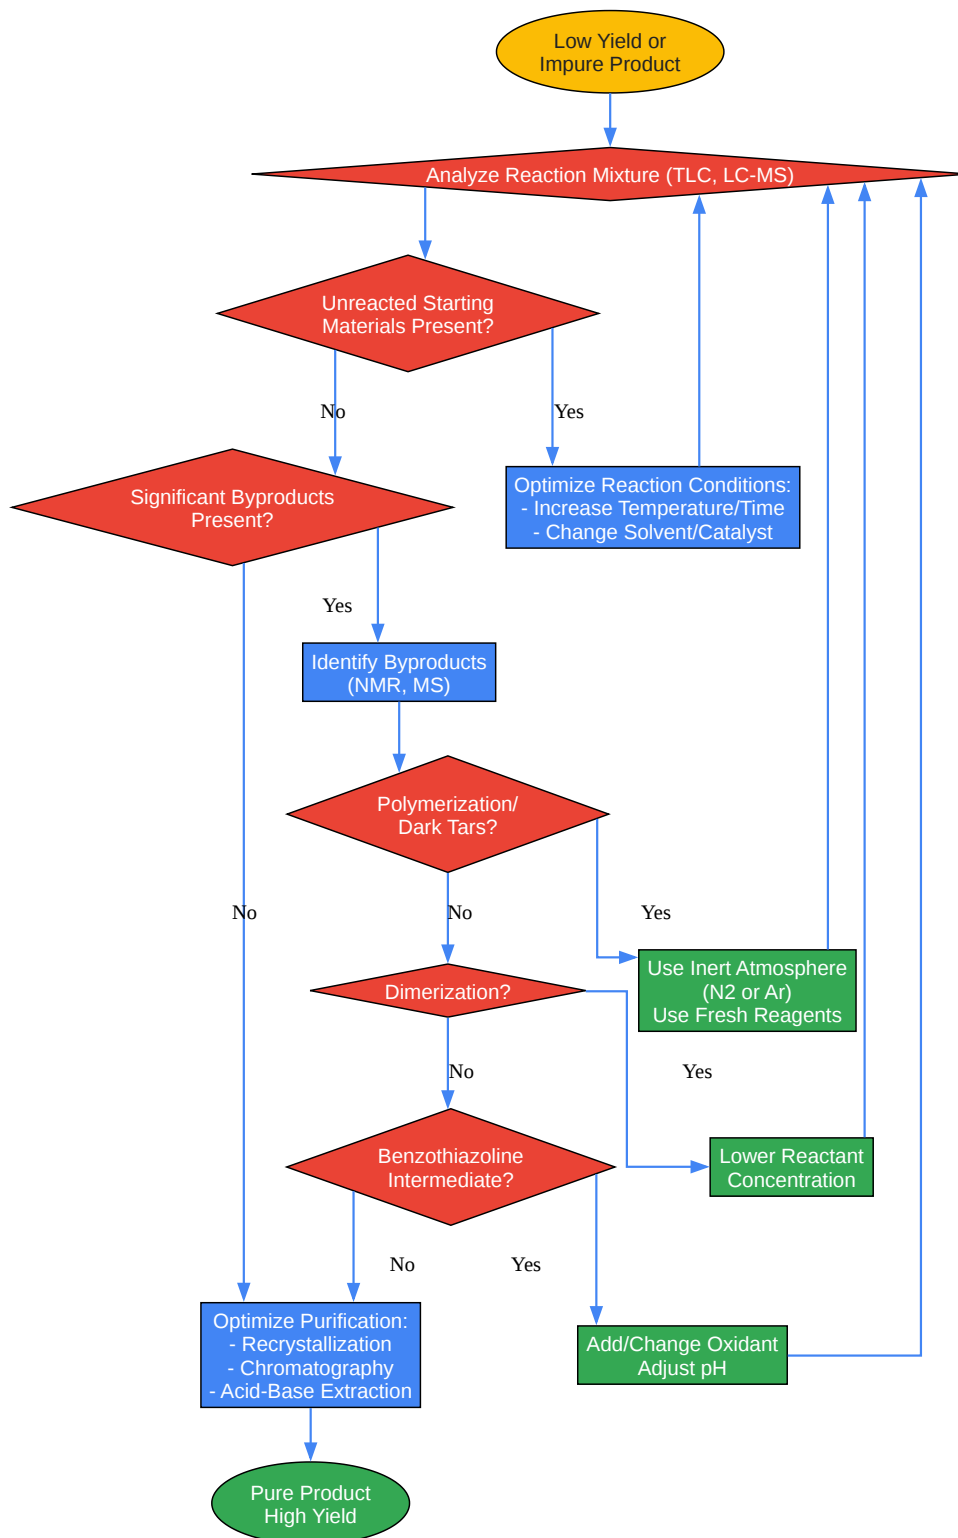 Low Yield or
Impure Product
Analyze Reaction Mixture (TLC, LC-MS)
Unreacted Starting
Materials Present?
No
Yes
Significant Byproducts
Present?
Optimize Reaction Conditions:
- Increase Temperature/Time
- Change Solvent/Catalyst
Yes
Identify Byproducts
(NMR, MS)
Polymerization/
Dark Tars?
No
No
Yes
Use Inert Atmosphere
(N2 or Ar)
Use Fresh Reagents
Dimerization?
No
Yes
Lower Reactant
Concentration
Benzothiazoline
Intermediate?
No
Yes
Optimize Purification:
- Recrystallization
- Chromatography
- Acid-Base Extraction
Add/Change Oxidant
Adjust pH
Pure Product
High Yield